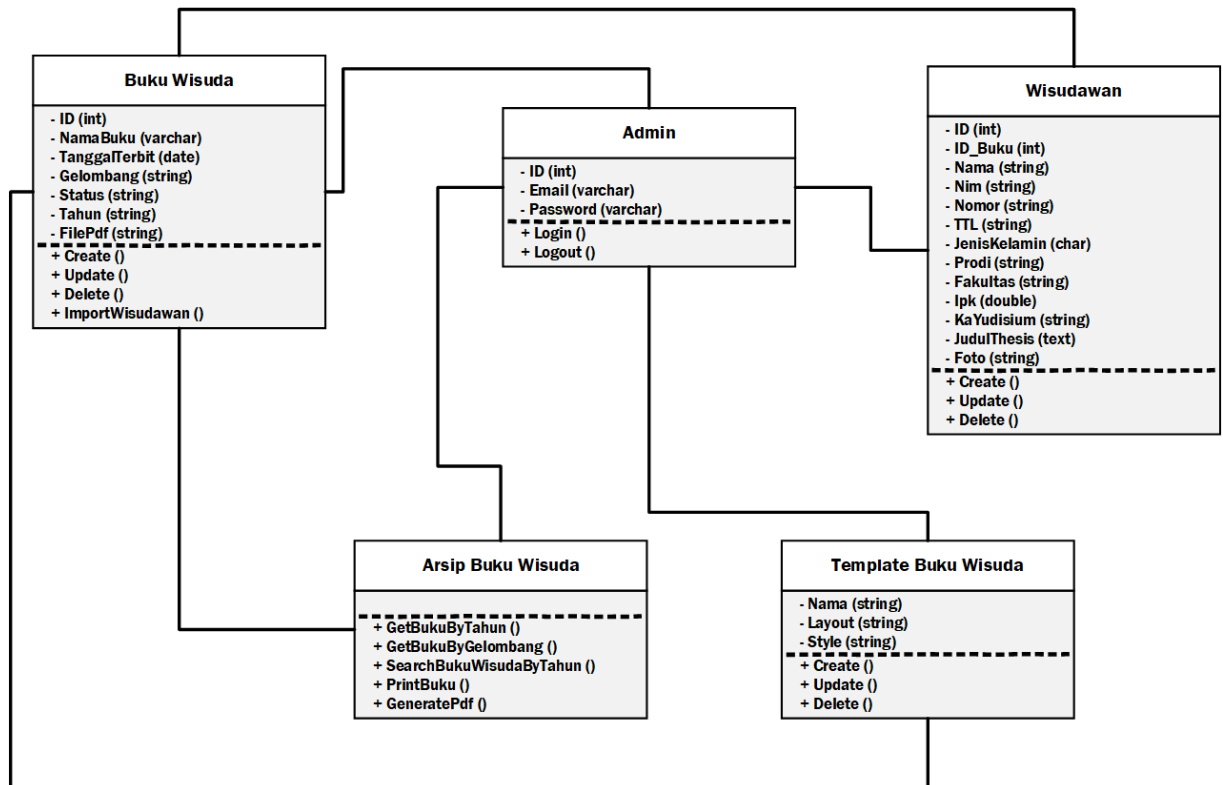 Buku Wisuda
- ID (int)
- NamaBuku (varchar)
- TanggalTerbit (date)
- Gelombang (string)
- Status (string)
- Tahun (string)
- FilePdf (string)
+ Create ()
+ Update ()
+ Delete ()
+ ImportWisudawan ()
Admin
- ID (int)
- Email (varchar)
- Password (varchar)
+ Login ()
+ Logout ()
Wisudawan
- ID (int)
- ID_Buku (int)
- Nama (string)
- Nim (string)
- Nomor (string)
- TTL (string)
- JenisKelamin (char)
- Prodi (string)
- Fakultas (string)
- Ipk (double)
- KaYudisium (string)
- JudulThesis (text)
- Foto (string)
+ Create ()
+ Update ()
+ Delete ()
Arsip Buku Wisuda
+ GetBukuByTahun ()
+ GetBukuByGelombang ()
+ SearchBukuWisudaByTahun ()
+ PrintBuku ()
+ GeneratePdf ()
Template Buku Wisuda
- Nama (string)
- Layout (string)
- Style (string)
+ Create ()
+ Update ()
+ Delete ()